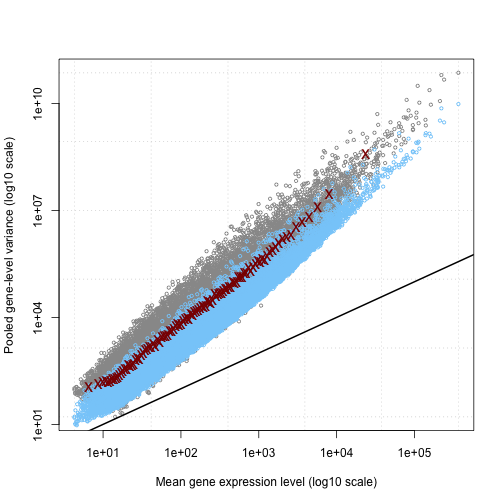 Pooled gene-level variance (log10 scale)
1e+10
1e+07
1e+04
1e+01
1e+01 1e+02 1e+03 1e+04 1e+05
Mean gene expression level (log10 scale)